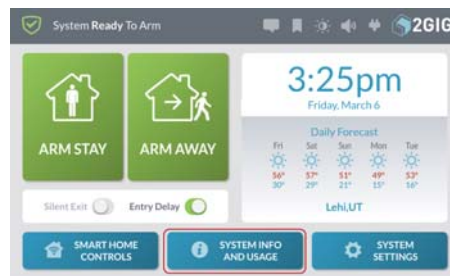 System Ready To Arm
2GIG
3:25pm
Friday, March 6
Daily Forecast
Fri Sat Sun Mon Tue
56° 57° 51° 49° 53°
30° 29° 21° 15° 16°
Lehi,UT
ARM STAY
ARM AWAY
Silent Exit
Entry Delay
SMART HOME
CONTROLS
SYSTEM INFO
AND USAGE
SYSTEM
SETTINGS